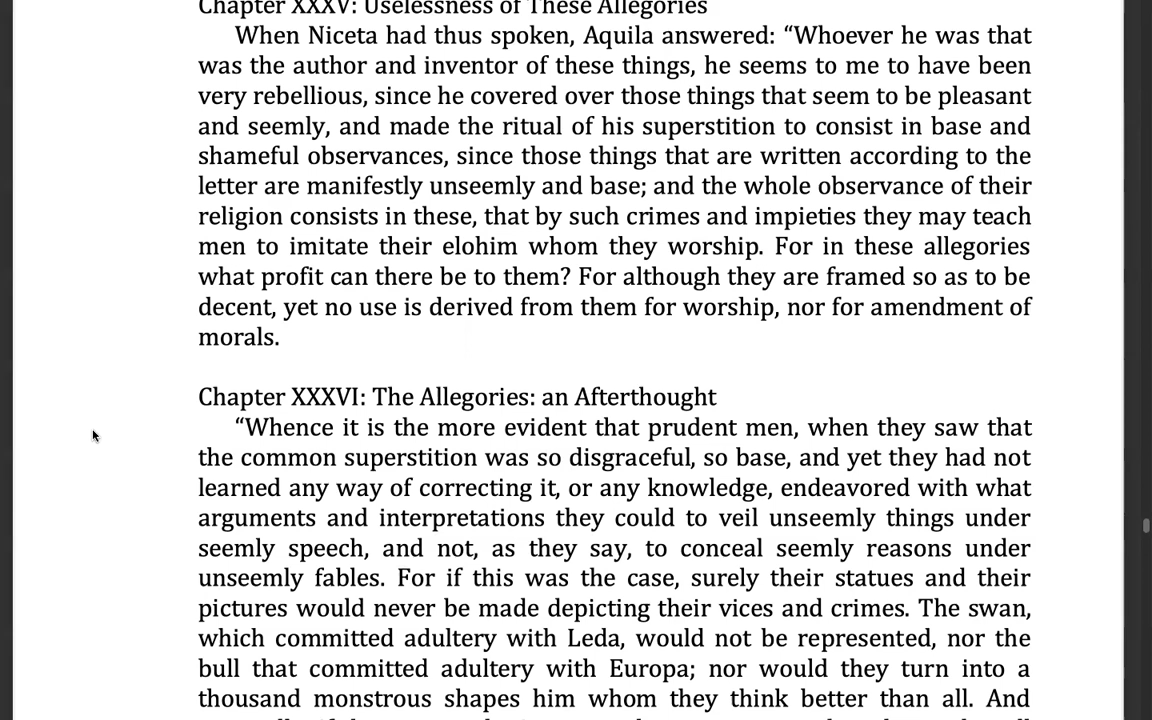 Chapter XXXV: Uselessness of These Allegories
When Niceta had thus spoken, Aquila answered: “Whoever he was that
was the author and inventor of these things, he seems to me to have been
very rebellious, since he covered over those things that seem to be pleasant
and seemly, and made the ritual of his superstition to consist in base and
shameful observances, since those things that are written according to the
letter are manifestly unseemly and base; and the whole observance of their
religion consists in these, that by such crimes and impieties they may teach
men to imitate their elohim whom they worship. For in these allegories
what profit can there be to them? For although they are framed so as to be
decent, yet no use is derived from them for worship, nor for amendment of
morals.
Chapter XXXVI: The Allegories: an Afterthought
“Whence it is the more evident that prudent men, when they saw that
the common superstition was so disgraceful, so base, and yet they had not
learned any way of correcting it, or any knowledge, endeavored with what
arguments and interpretations they could to veil unseemly things under
seemly speech, and not, as they say, to conceal seemly reasons under
unseemly fables. For if this was the case, surely their statues and their
pictures would never be made depicting their vices and crimes. The swan,
which committed adultery with Leda, would not be represented, nor the
bull that committed adultery with Europa; nor would they turn into a
thousand monstrous shapes him whom they think better than all. And